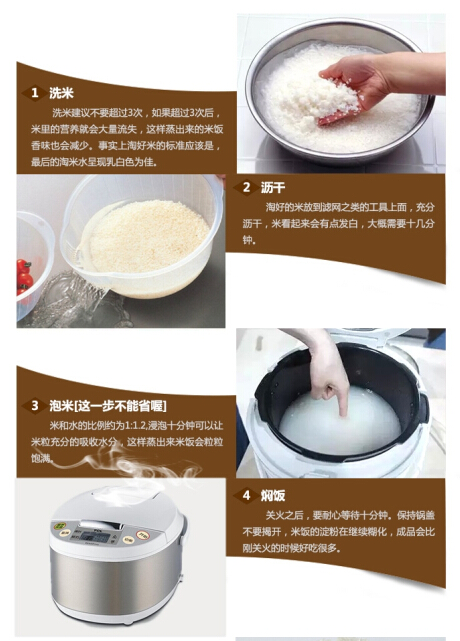 1 洗米
洗米建议不要超过3次，如果超过3次后，
米里的营养就会大量流失，这样蒸出来的米饭
香味也会减少。事实上淘好米的标准应该是，
最后的淘米水呈现乳白色为佳。
2 沥干
淘好的米放到滤网之类的工具上面，充分
沥干，米看起来会有点发白，大概需要十几分
钟。
3 泡米[这一步不能省喔]
米和水的比例约为1:1.2,浸泡十分钟可以让
米粒充分的吸收水分，这样蒸出来米饭会粒粒
饱满。
4 焖饭
关火之后，要耐心等待十分钟。保持锅盖
不要揭开，米饭的淀粉在继续糊化，成品会比
刚关火的时候好吃很多。